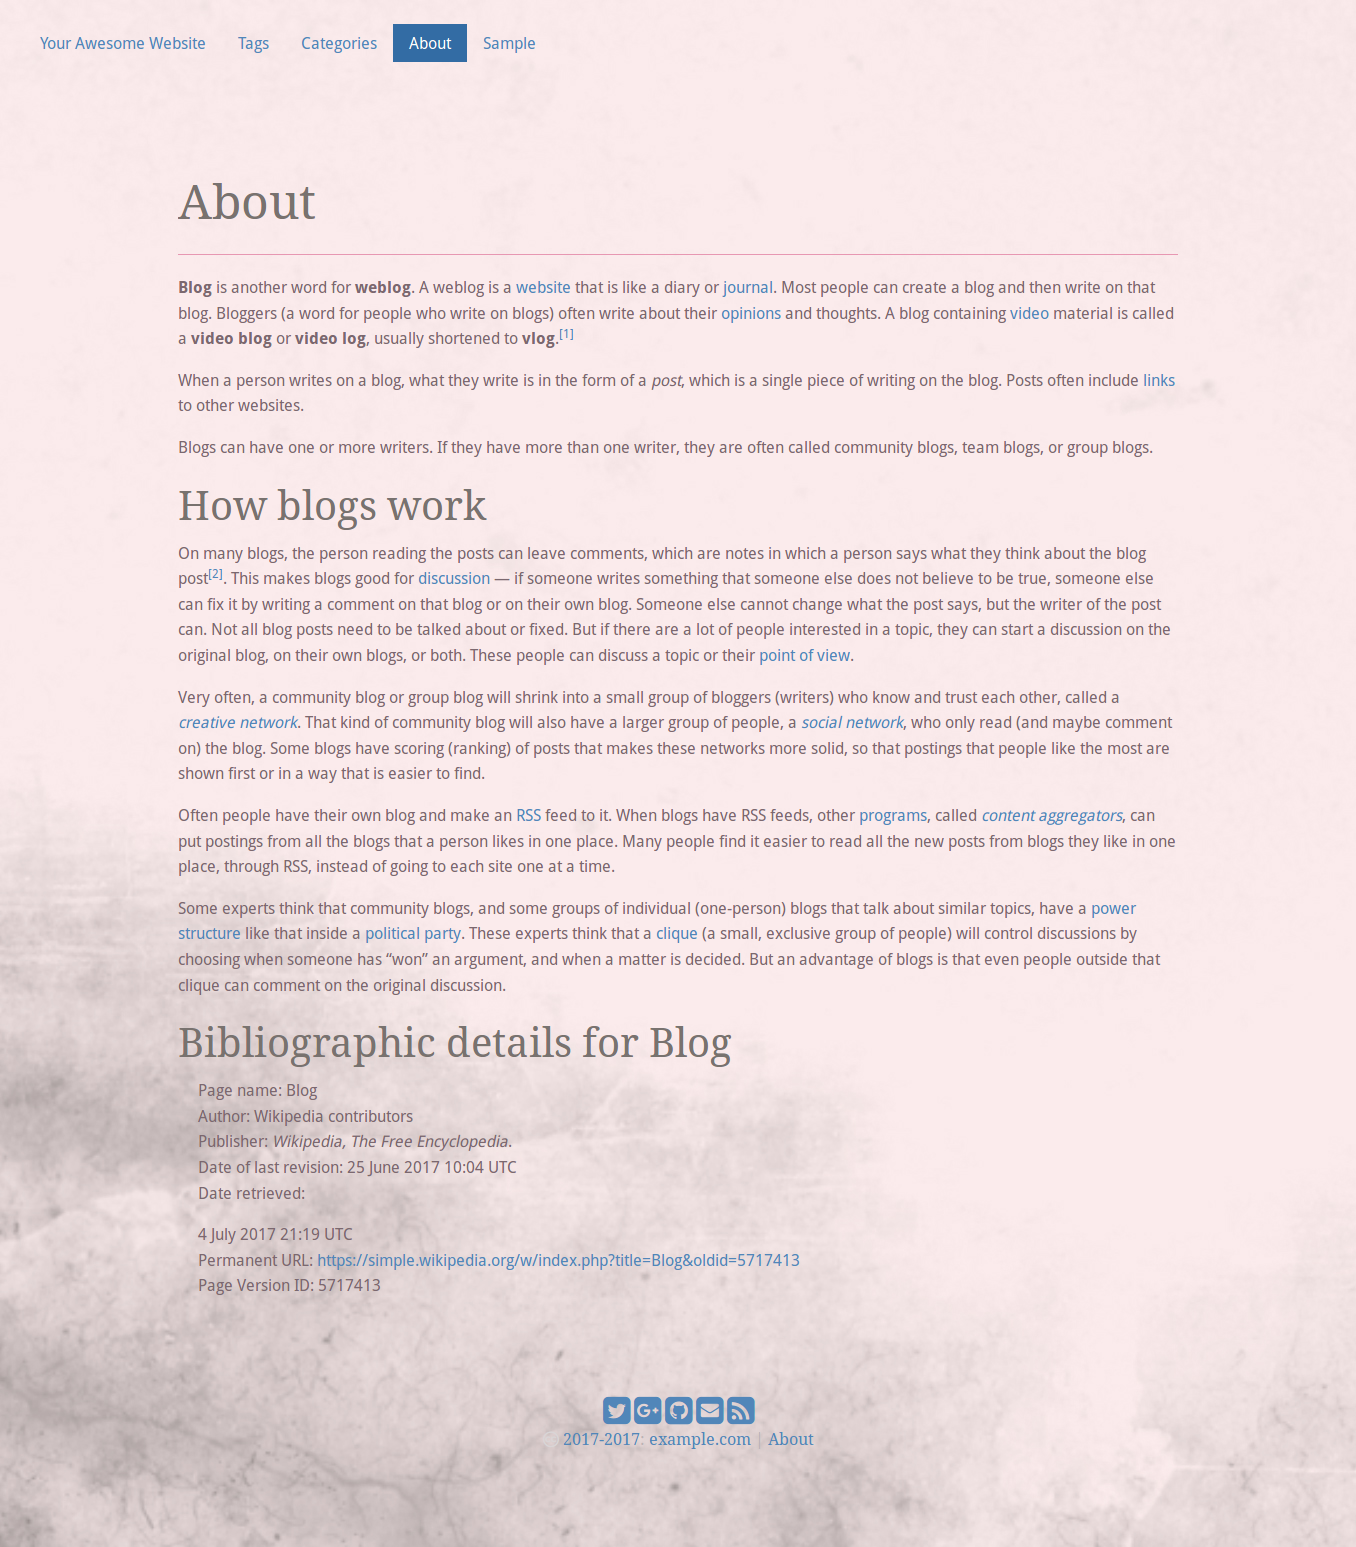 Your Awesome Website Tags Categories About Sample
About
Blog is another word for weblog. A weblog is a website that is like a diary or journal. Most people can create a blog and then write on that
blog. Bloggers (a word for people who write on blogs) often write about their opinions and thoughts. A blog containing video material is called
a video blog or video log, usually shortened to vlog.[1]
When a person writes on a blog, what they write is in the form of a post, which is a single piece of writing on the blog. Posts often include links
to other websites.
Blogs can have one or more writers. If they have more than one writer, they are often called community blogs, team blogs, or group blogs.
How blogs work
On many blogs, the person reading the posts can leave comments, which are notes in which a person says what they think about the blog
post[2]. This makes blogs good for discussion — if someone writes something that someone else does not believe to be true, someone else
can fix it by writing a comment on that blog or on their own blog. Someone else cannot change what the post says, but the writer of the post
can. Not all blog posts need to be talked about or fixed. But if there are a lot of people interested in a topic, they can start a discussion on the
original blog, on their own blogs, or both. These people can discuss a topic or their point of view.
Very often, a community blog or group blog will shrink into a small group of bloggers (writers) who know and trust each other, called a
creative network. That kind of community blog will also have a larger group of people, a social network, who only read (and maybe comment
on) the blog. Some blogs have scoring (ranking) of posts that makes these networks more solid, so that postings that people like the most are
shown first or in a way that is easier to find.
Often people have their own blog and make an RSS feed to it. When blogs have RSS feeds, other programs, called content aggregators, can
put postings from all the blogs that a person likes in one place. Many people find it easier to read all the new posts from blogs they like in one
place, through RSS, instead of going to each site one at a time.
Some experts think that community blogs, and some groups of individual (one-person) blogs that talk about similar topics, have a power
structure like that inside a political party. These experts think that a clique (a small, exclusive group of people) will control discussions by
choosing when someone has “won” an argument, and when a matter is decided. But an advantage of blogs is that even people outside that
clique can comment on the original discussion.
Bibliographic details for Blog
Page name: Blog
Author: Wikipedia contributors
Publisher: Wikipedia, The Free Encyclopedia.
Date of last revision: 25 June 2017 10:04 UTC
Date retrieved:
4 July 2017 21:19 UTC
Permanent URL: https://simple.wikipedia.org/w/index.php?title=Blog&oldid=5717413
Page Version ID: 5717413
2017-2017: example.com | About